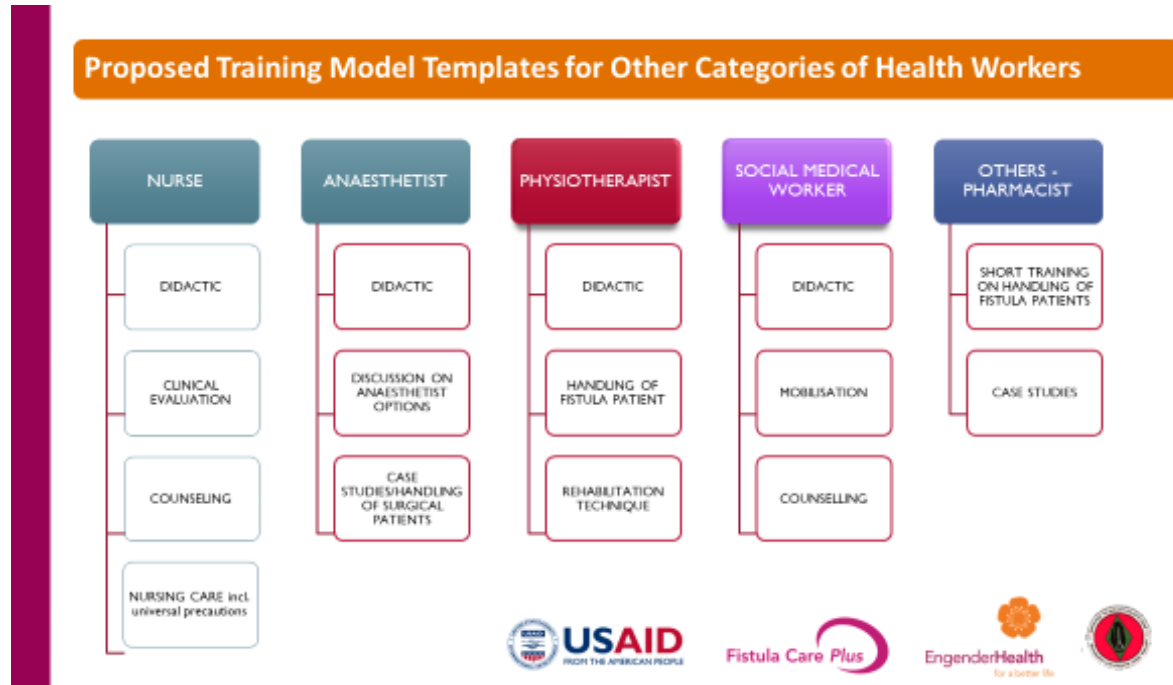 Proposed Training Model Templates for Other Categories of Health Workers
NURSE
DIDACTIC
CLINICAL
EVALUATION
COUNSELING
NURSING CARE incl.
universal precautions
ANAESTHETIST
DIDACTIC
DISCUSSION ON
ANAESTHETIST
OPTIONS
CASE
STUDIES/HANDLING
OF SURGICAL
PATIENTS
PHYSIOTHERAPIST
DIDACTIC
HANDLING OF
FISTULA PATIENT
REHABILITATION
TECHNIQUE
SOCIAL MEDICAL
WORKER
DIDACTIC
MOBILISATION
COUNSELLING
OTHERS -
PHARMACIST
SHORT TRAINING
ON HANDLING OF
FISTULA PATIENTS
CASE STUDIES
USAID
FROM THE AMERICAN PEOPLE
Fistula Care Plus
EngenderHealth
for a better life